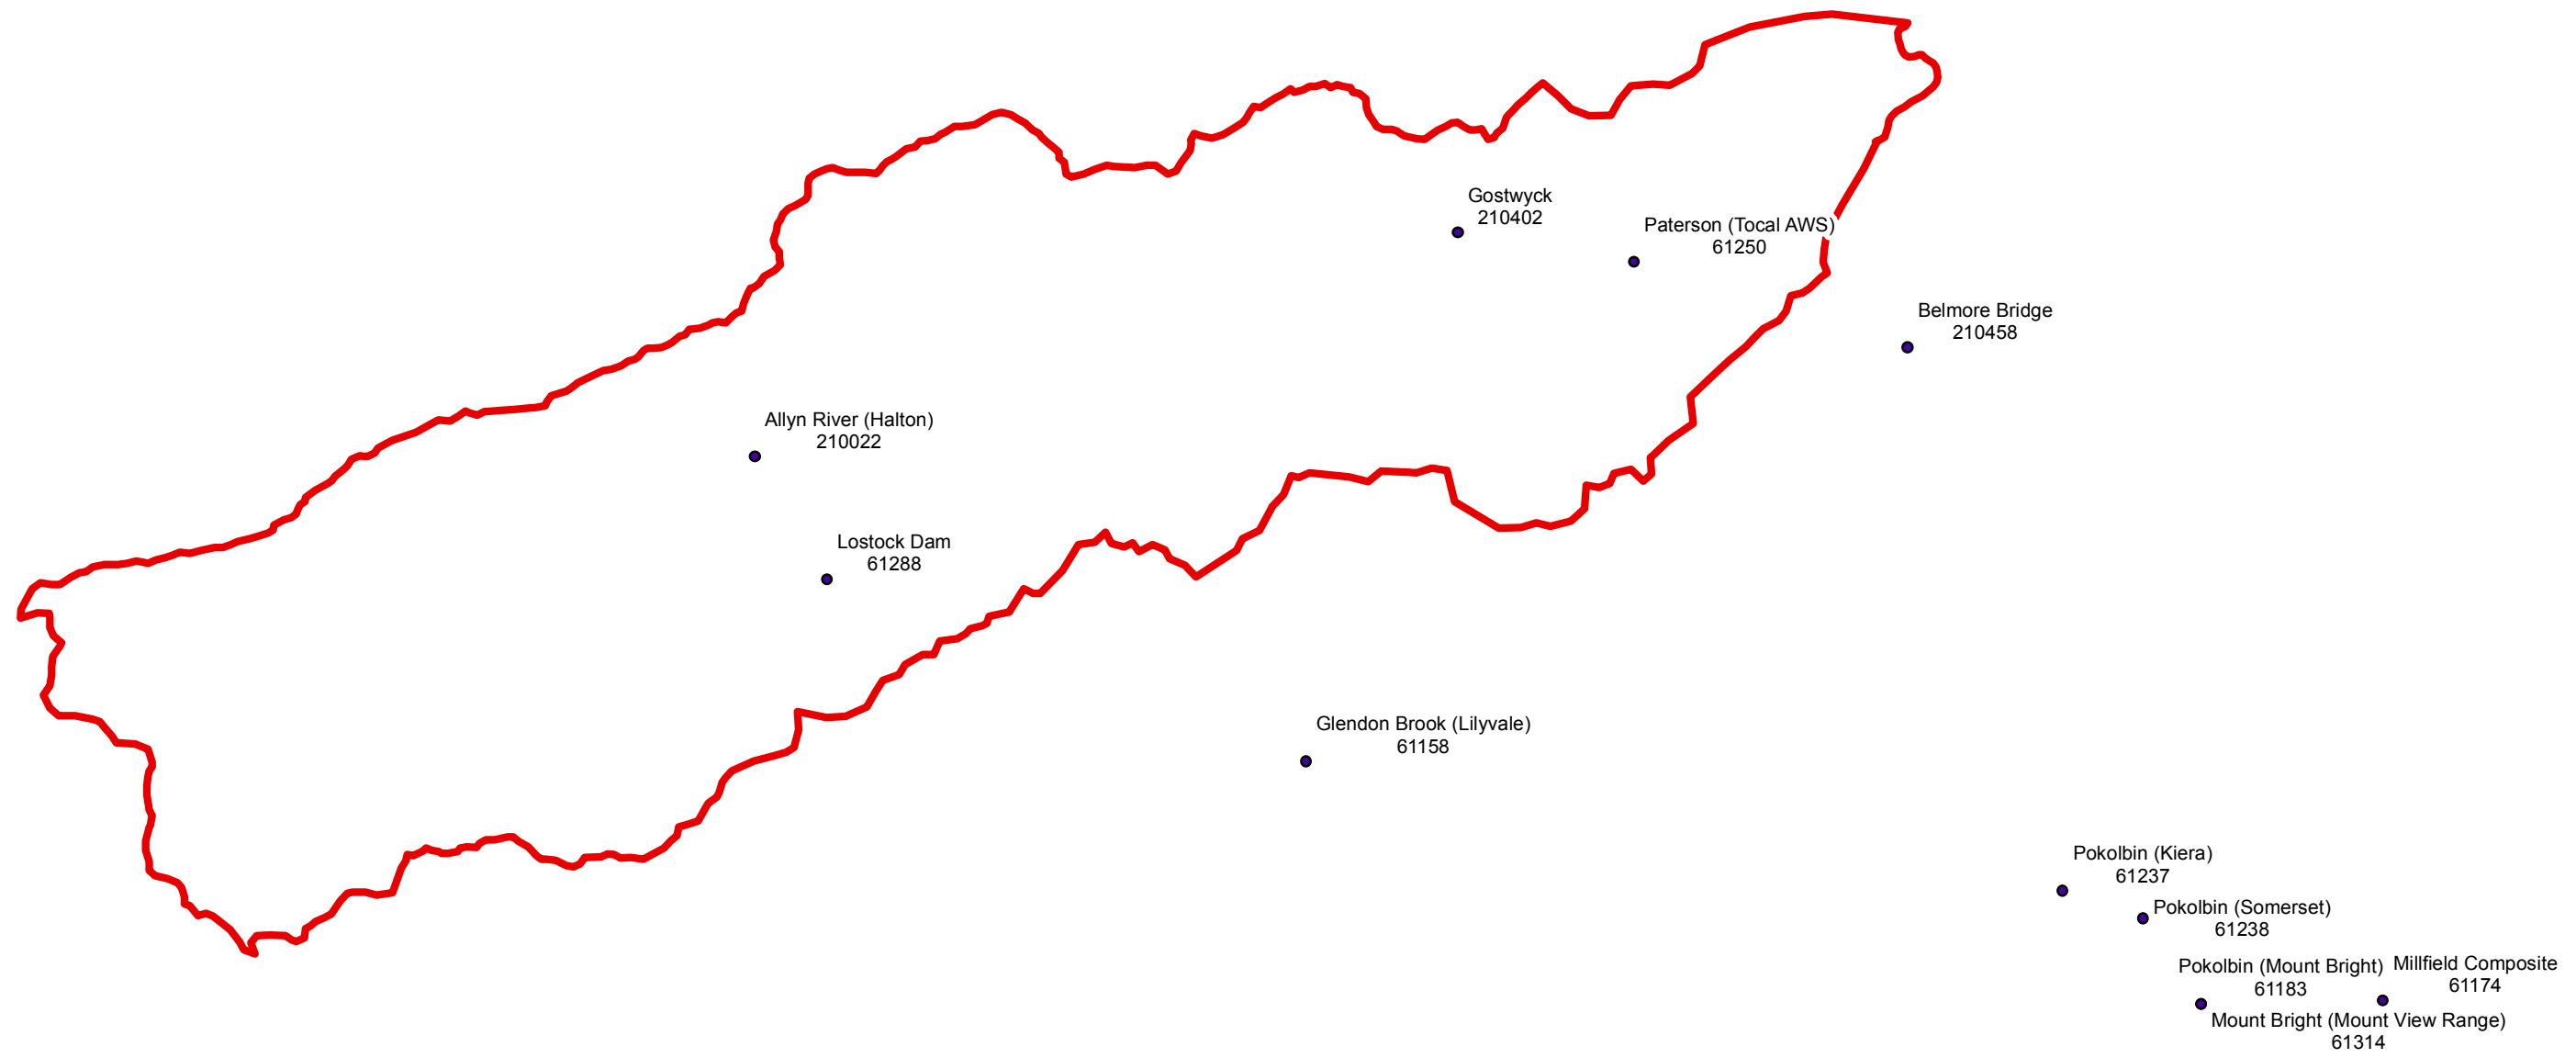 Gostwyck
210402
Paterson (Tocal AWS)
61250
Belmore Bridge
210458
Allyn River (Halton)
210022
Lostock Dam
61288
Glendon Brook (Lilyvale)
61158
Pokolbin (Kiera)
61237
Pokolbin (Somerset)
61238
Pokolbin (Mount Bright)
61183
Millfield Composite
61174
Mount Bright (Mount View Range)
61314